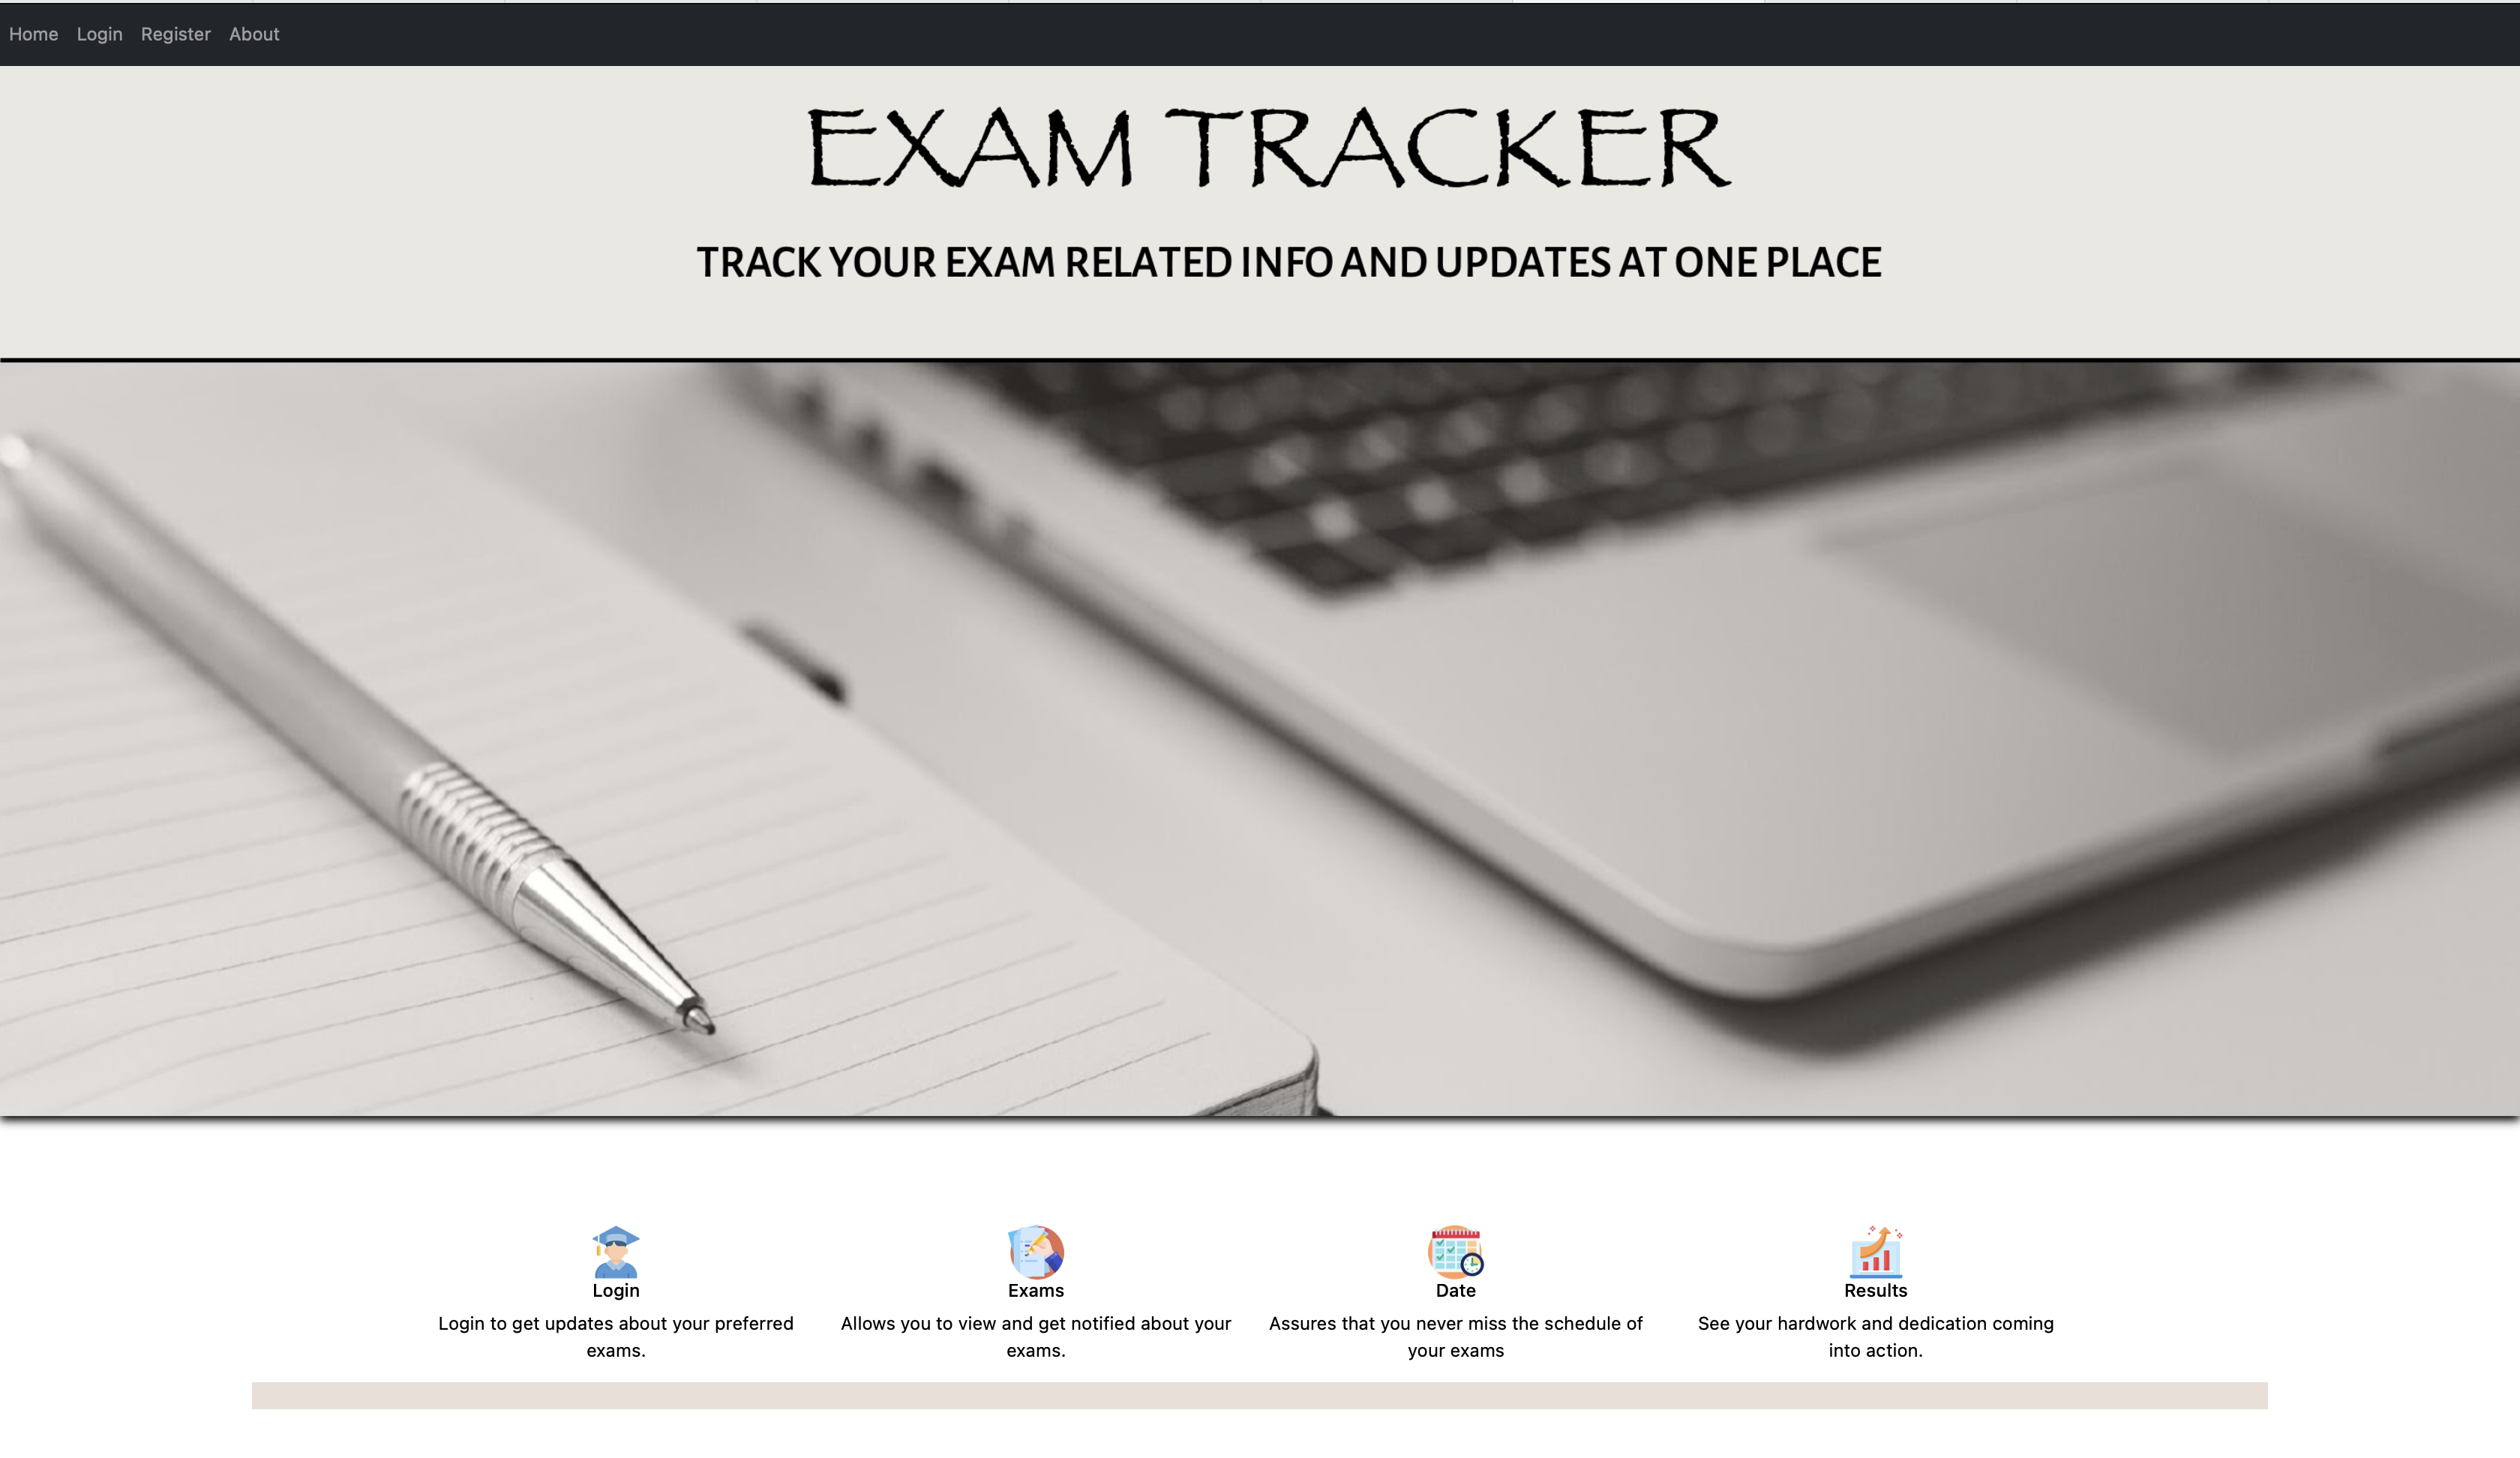 Home Login Register About
EXAM TRACKER
TRACK YOUR EXAM RELATED INFO AND UPDATES AT ONE PLACE
Login
Login to get updates about your preferred
exams.
Exams
Allows you to view and get notified about your
exams.
Date
Assures that you never miss the schedule of
your exams
Results
See your hardwork and dedication coming
into action.